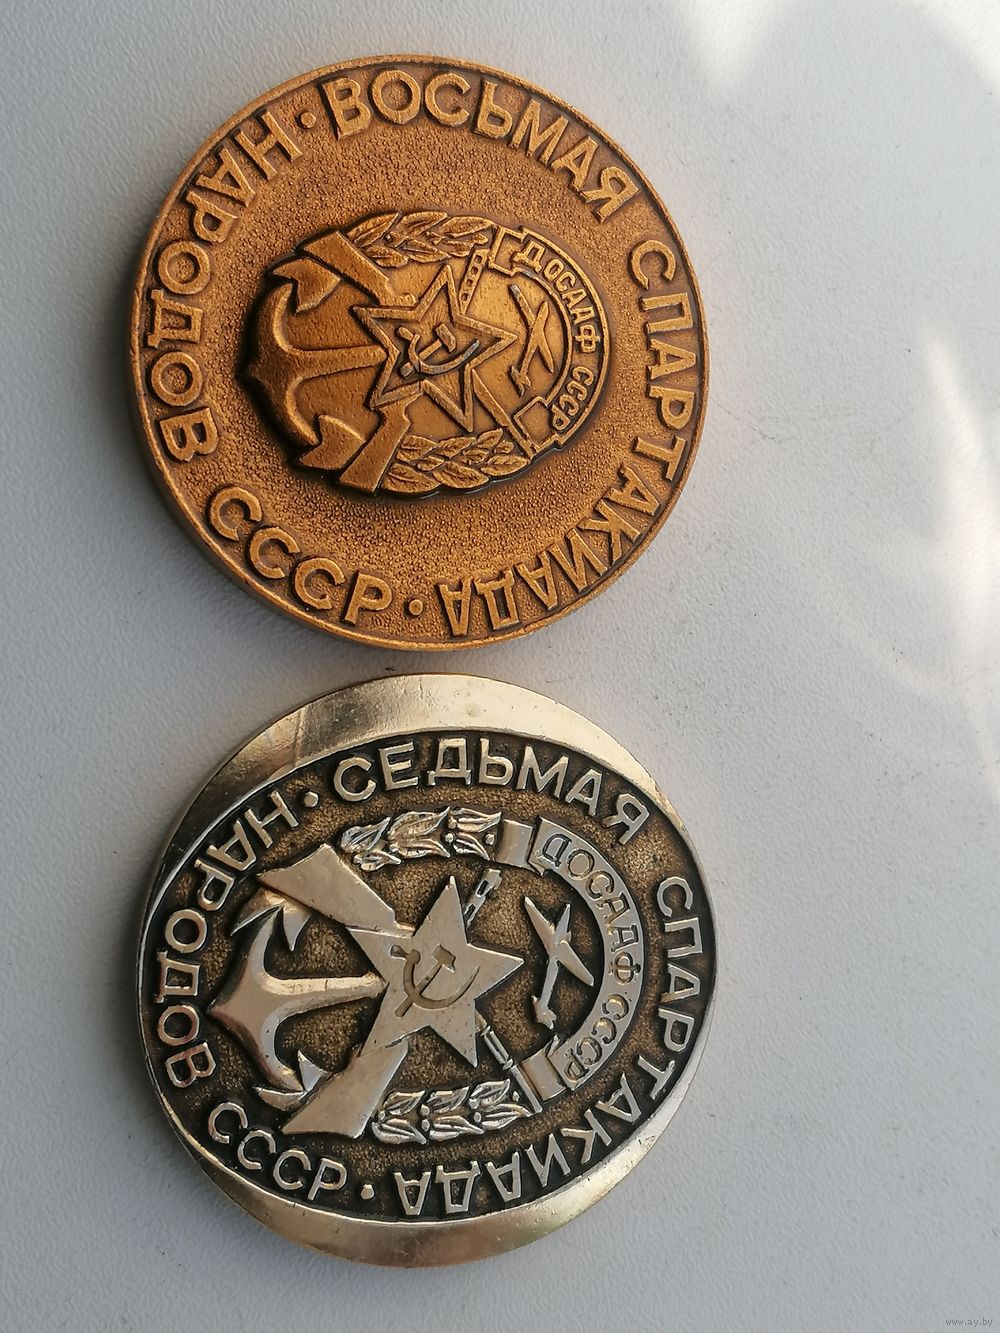 ВОСЬМАЯ СПАРТАКИАДА · НАРОДОВ СССР ·
ДОСААФ СССР
СЕДЬМАЯ СПАРТАКИАДА · НАРОДОВ СССР ·
ДОСААФ СССР
www.ay.by